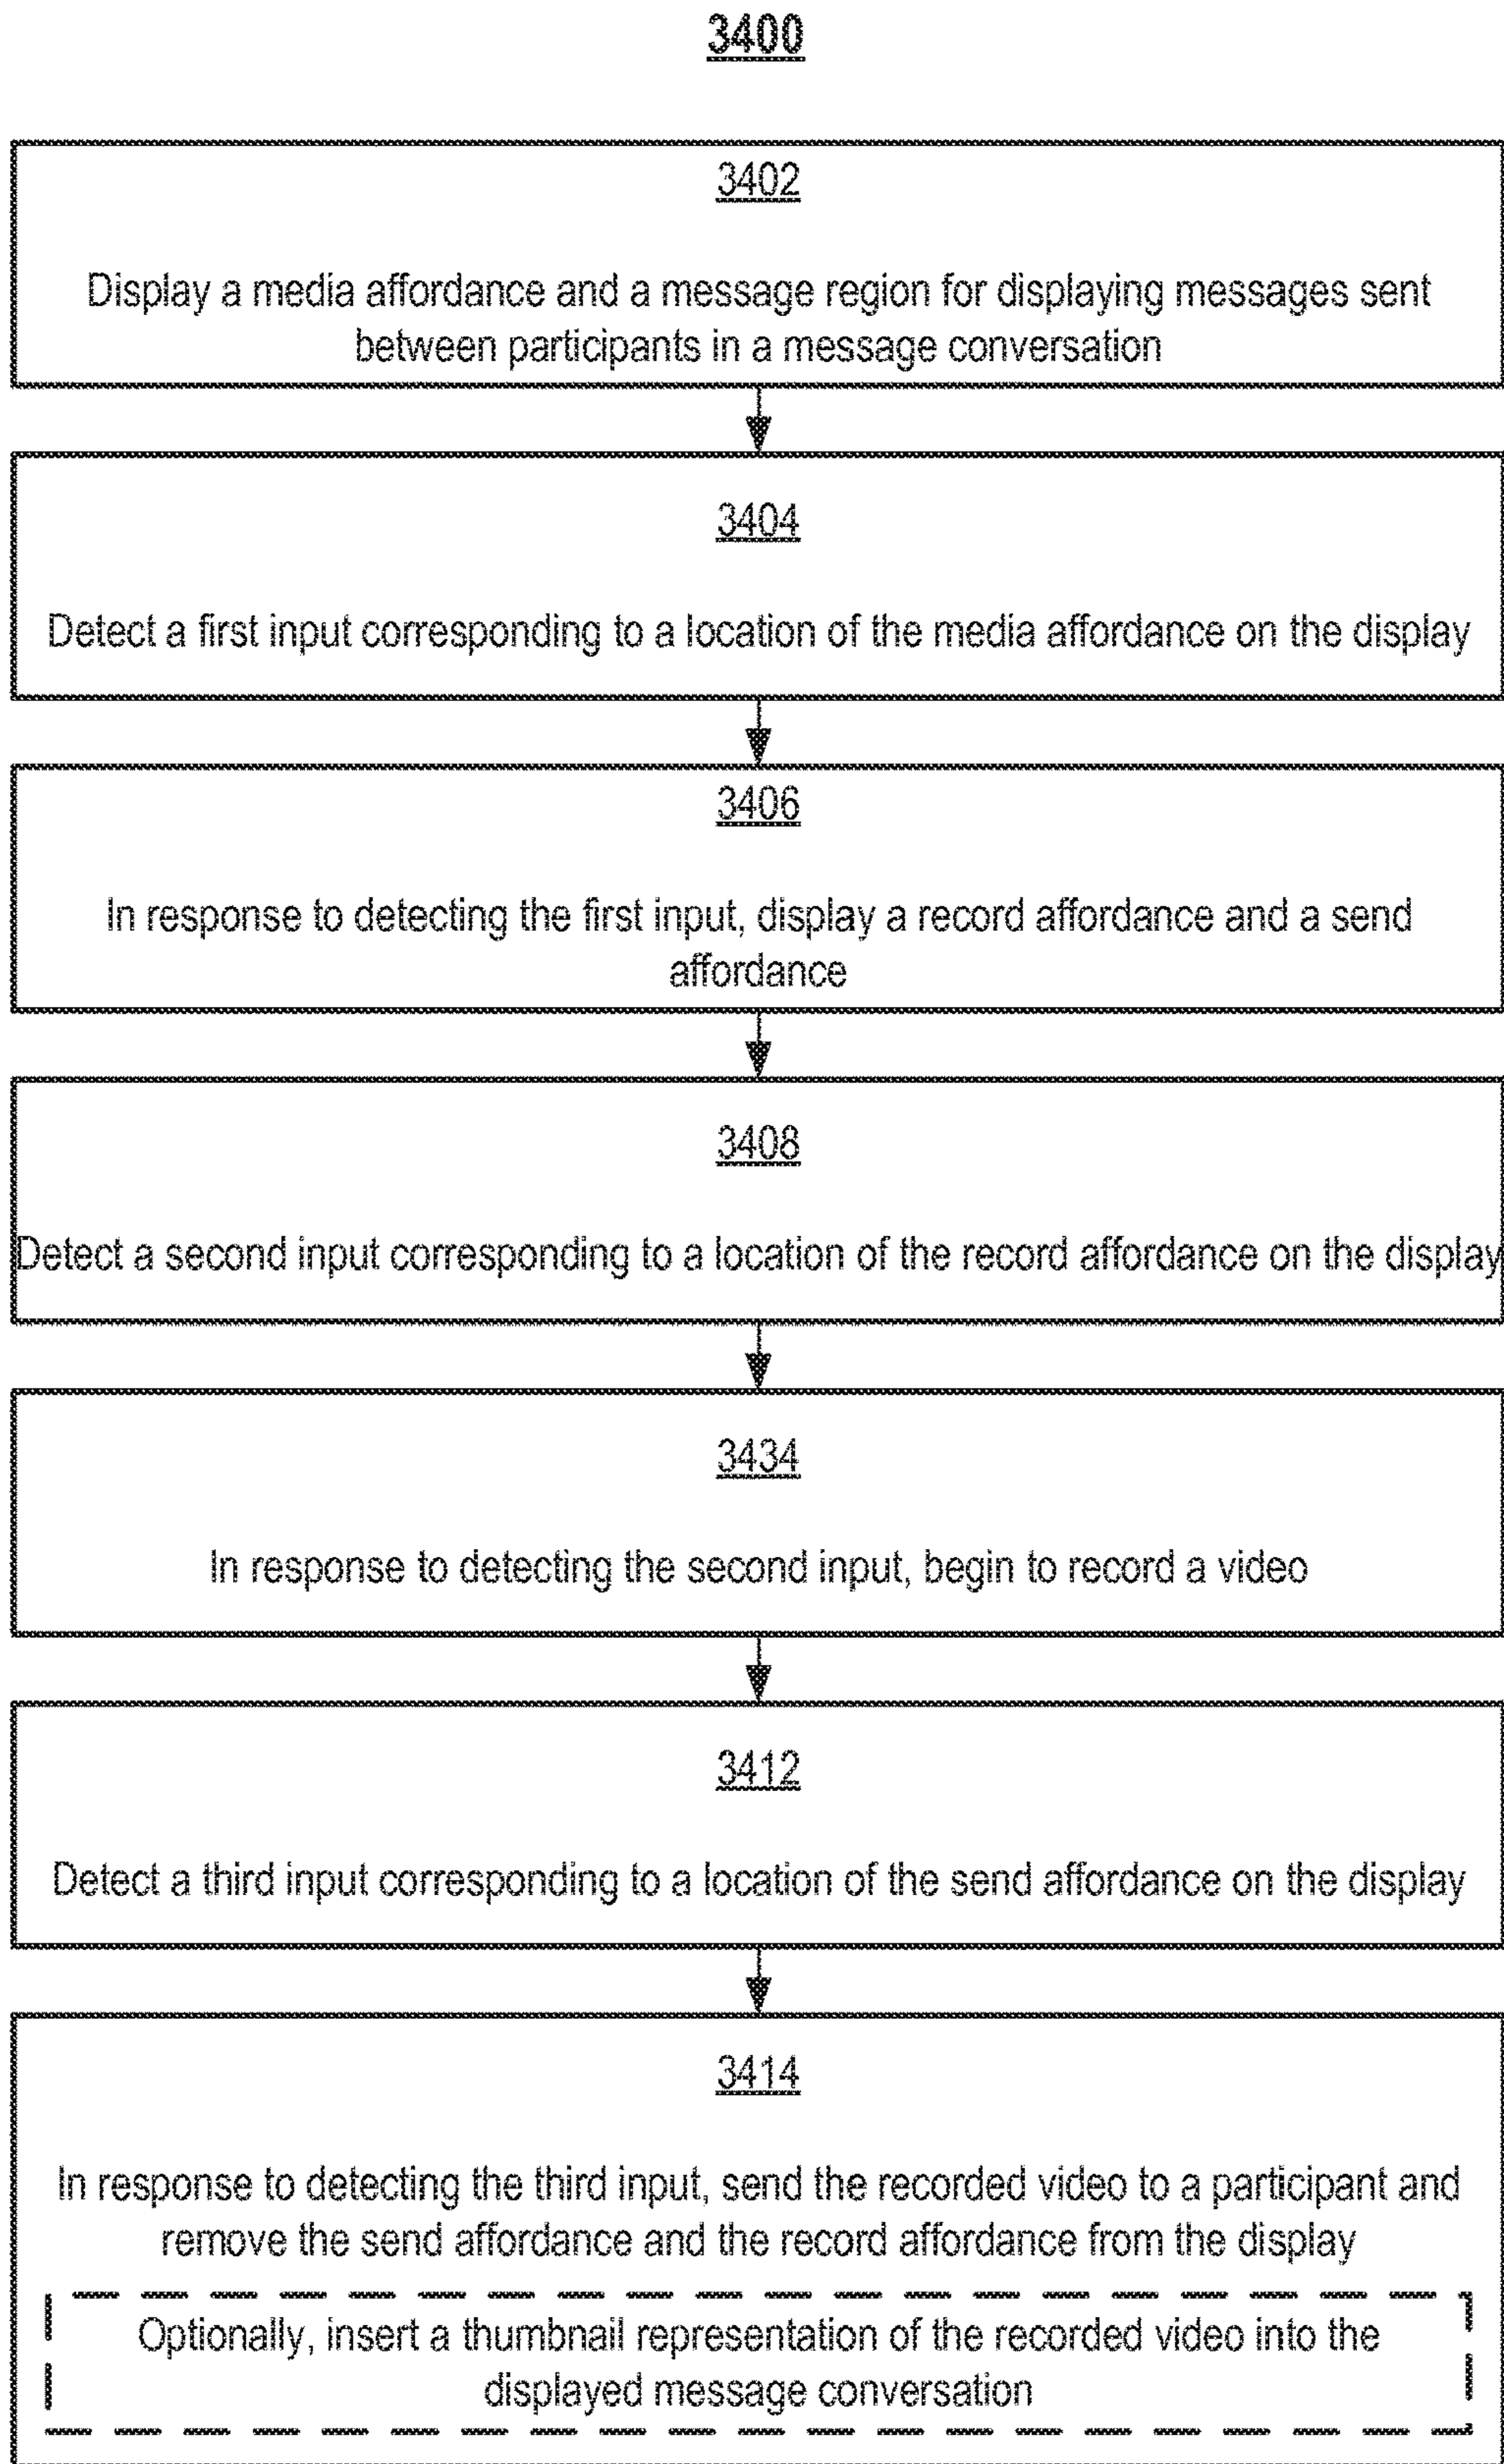 3400
3402
Display a media affordance and a message region for displaying messages sent
between participants in a message conversation
3404
Detect a first input corresponding to a location of the media affordance on the display
3406
In response to detecting the first input, display a record affordance and a send
affordance
3408
Detect a second input corresponding to a location of the record affordance on the display
3434
In response to detecting the second input, begin to record a video
3412
Detect a third input corresponding to a location of the send affordance on the display
3414
In response to detecting the third input, send the recorded video to a participant and
remove the send affordance and the record affordance from the display
Optionally, insert a thumbnail representation of the recorded video into the
displayed message conversation